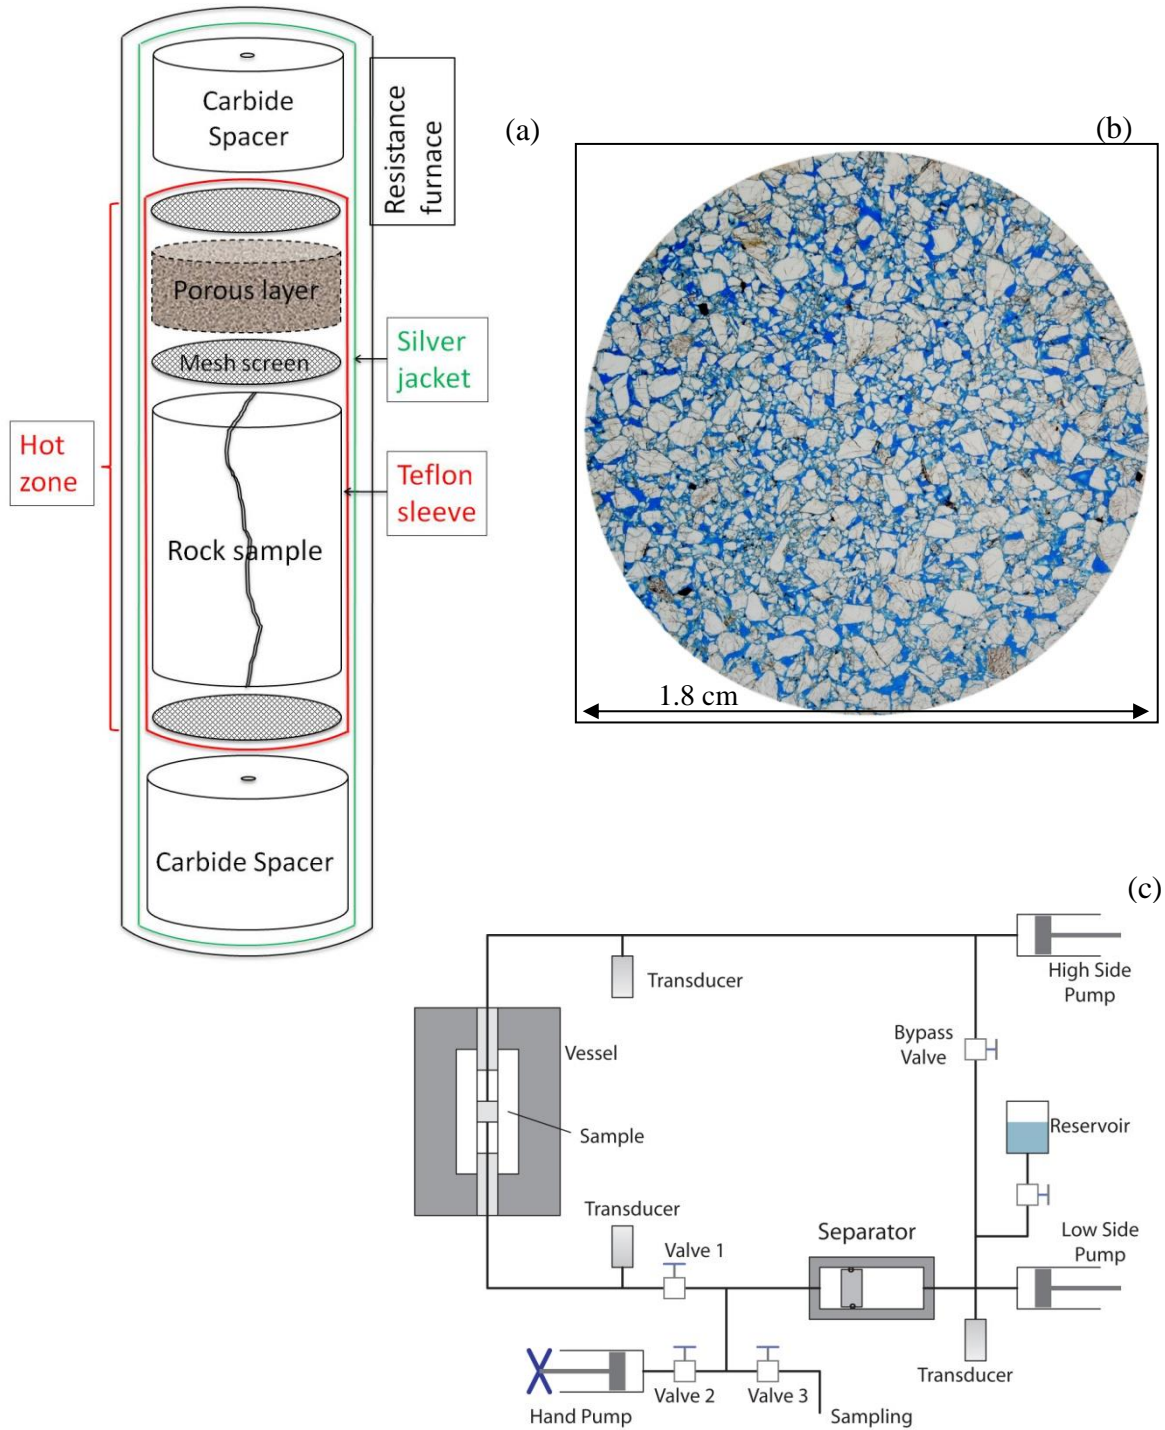 Carbide
Spacer
Resistance
furnace
Porous layer
Mesh screen
Silver
jacket
Hot
zone
Teflon
sleeve
Rock sample
Carbide Spacer
(a)
(b)
1.8 cm
(c)
Transducer
High Side
Pump
Bypass
Valve
Vessel
Sample
Reservoir
Transducer
Valve 1
Separator
Low Side
Pump
Transducer
Valve 2
Valve 3
Hand Pump
Sampling